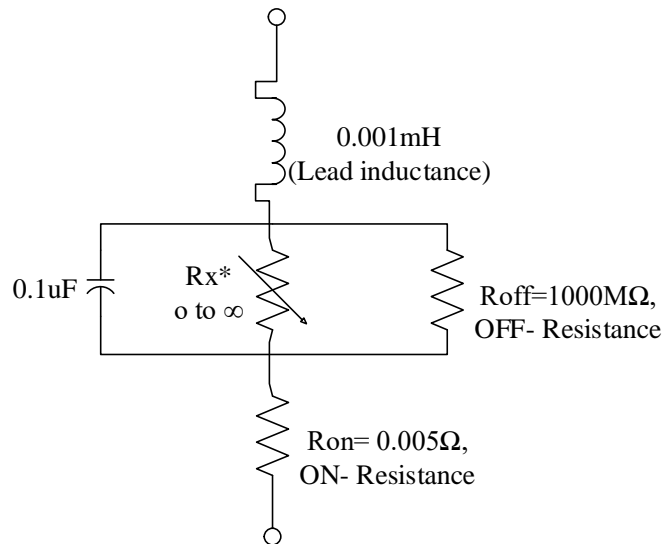 0.001mH
(Lead inductance)
0.1uF
Rx*
o to ∞
Roff=1000MΩ,
OFF- Resistance
Ron= 0.005Ω,
ON- Resistance